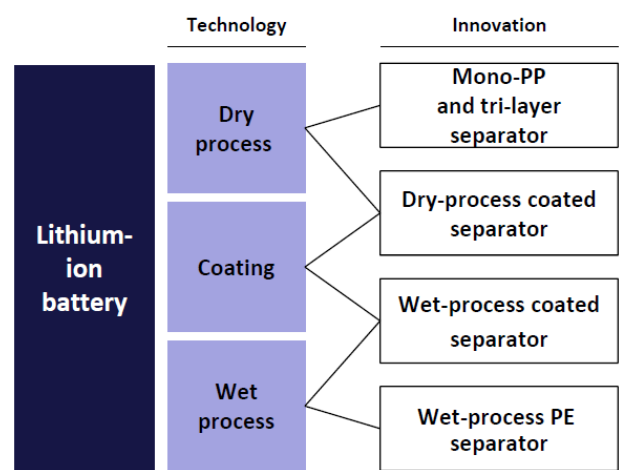 Technology
Innovation
Lithium-
ion
battery
Dry
process
Coating
Wet
process
Mono-PP
and tri-layer
separator
Dry-process coated
separator
Wet-process coated
separator
Wet-process PE
separator